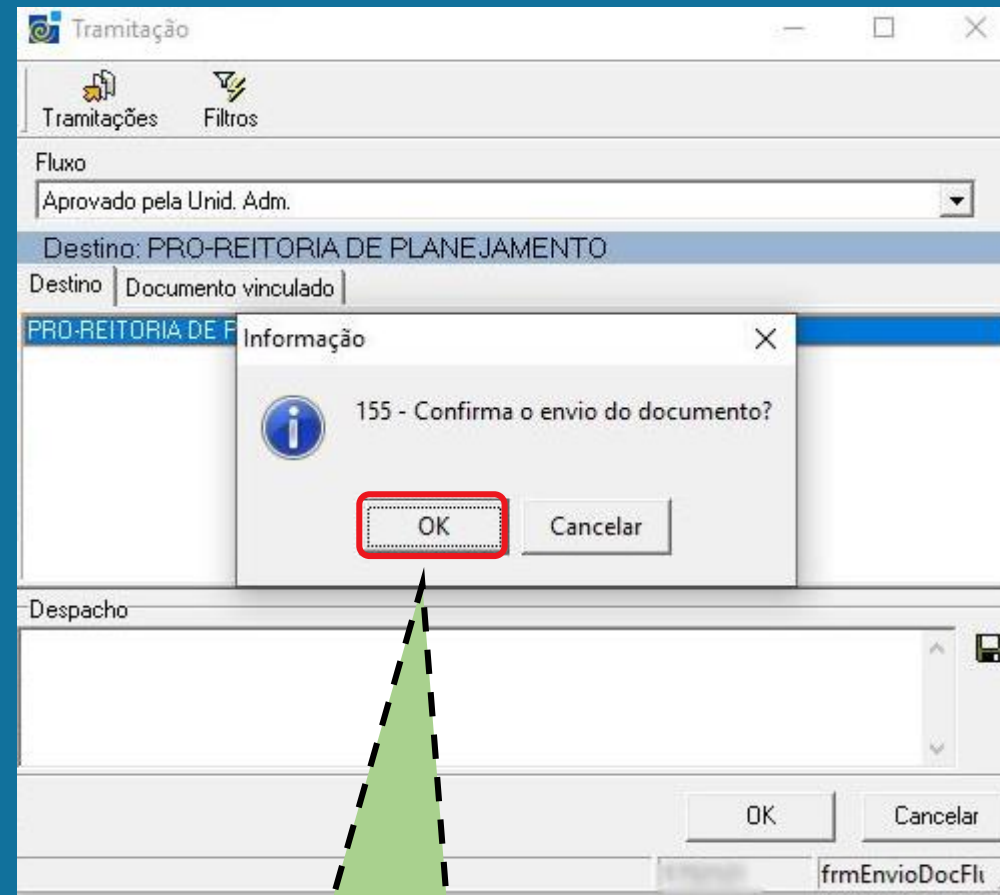 Tramitação
Tramitações Filtros
Fluxo
Aprovado pela Unid. Adm.
Destino: PRO-REITORIA DE PLANEJAMENTO
Destino Documento vinculado
PRO-REITORIA DE
Informação
155 - Confirma o envio do documento?
OK Cancelar
Despacho
OK Cancelar